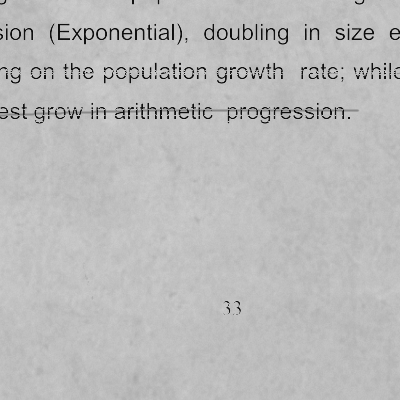 sion (Exponential), doubling in size e
ng on the population growth rate; while
est grow in arithmetic progression.
33